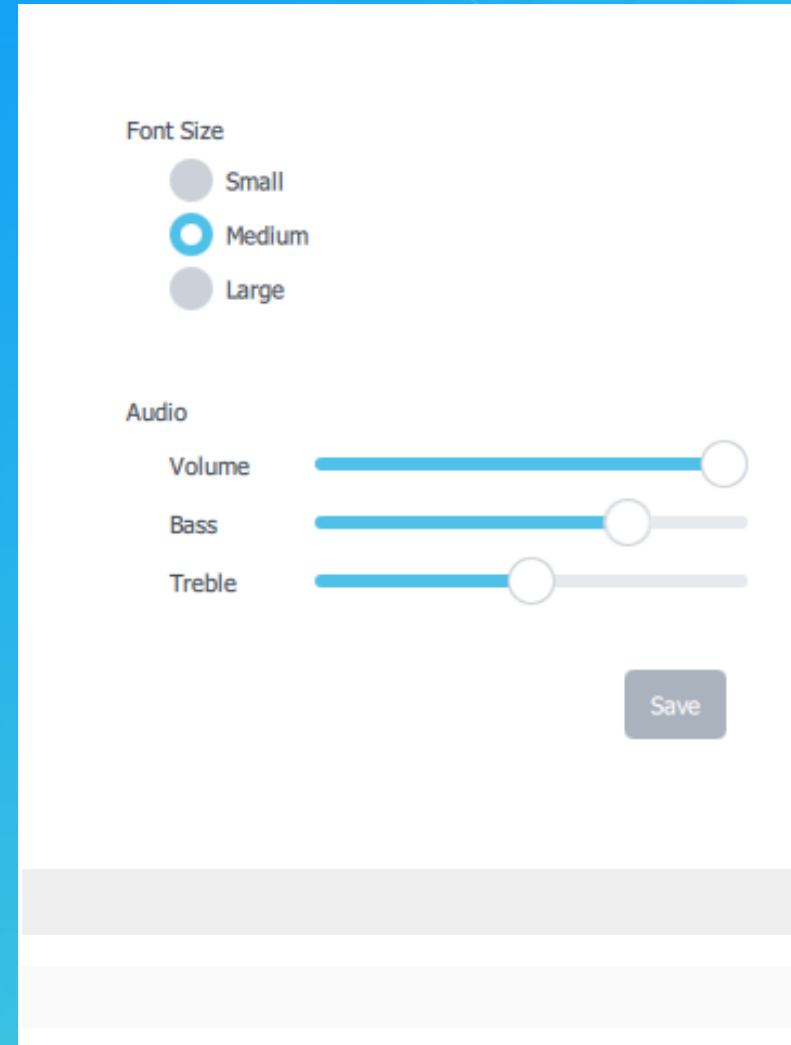 Font Size
Small
Medium
Large
Audio
Volume
Bass
Treble
Save